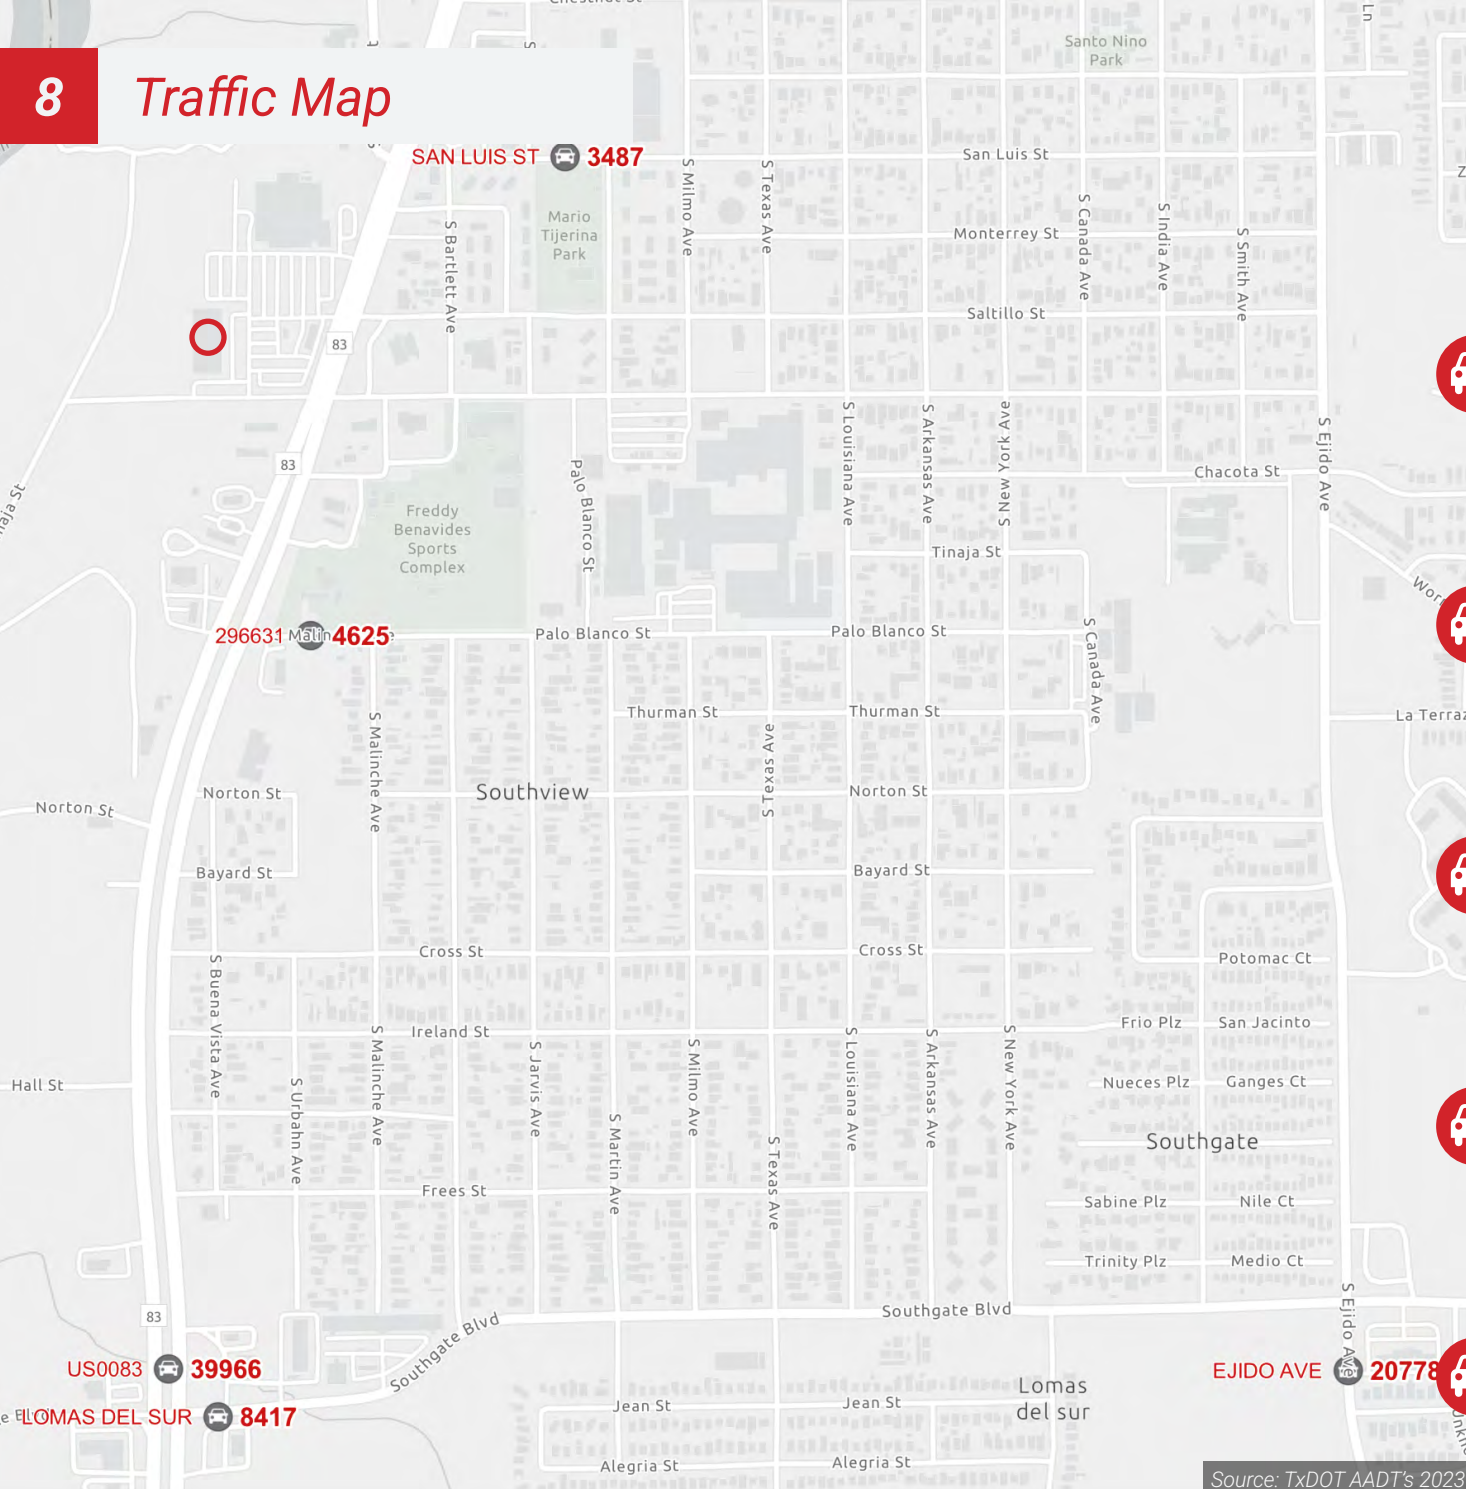 Chestnut St
Ln
8
Traffic Map
Santo Nino
Park
SAN LUIS ST 3487
San Luis St
S Milmo Ave
S Texas Ave
Mario
Tijerina
Park
S Bartlett Ave
Monterrey St
S Canada Ave
S India Ave
S Smith Ave
Saltillo St
83
83
S Louisiana Ave
S Arkansas Ave
S New York Ave
S Ejido Ave
Chacota St
Palo Blanco St
Freddy
Benavides
Sports
Complex
Tinaja St
296631 4625
Palo Blanco St
Palo Blanco St
S Canada Ave
Thurman St
Thurman St
La Terraz
S Malinche Ave
S Texas Ave
Norton St
Norton St
Southview
Norton St
Bayard St
Bayard St
Cross St
Cross St
Potomac Ct
S Buena Vista Ave
Ireland St
Frio Plz
San Jacinto
S Malinche Ave
S Jarvis Ave
S Milmo Ave
S Louisiana Ave
S Arkansas Ave
S New York Ave
Hall St
S Urbahn Ave
S Martin Ave
Nueces Plz
Ganges Ct
S Texas Ave
Southgate
Frees St
Sabine Plz
Nile Ct
Trinity Plz
Medio Ct
83
Southgate Blvd
Southgate Blvd
S Ejido Ave
US0083 39966
EJIDO AVE 20778
LOMAS DEL SUR 8417
Jean St
Jean St
Lomas
del sur
Alegria St
Alegria St
Source: TxDOT AADT's 2023